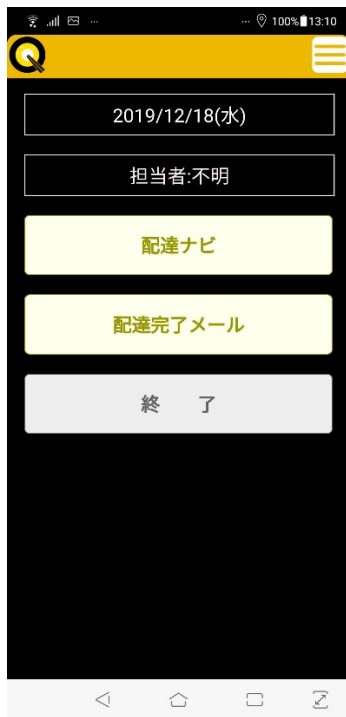 ... ... 100% 13:10
2019/12/18(水)
担当者:不明
配達ナビ
配達完了メール
終 了